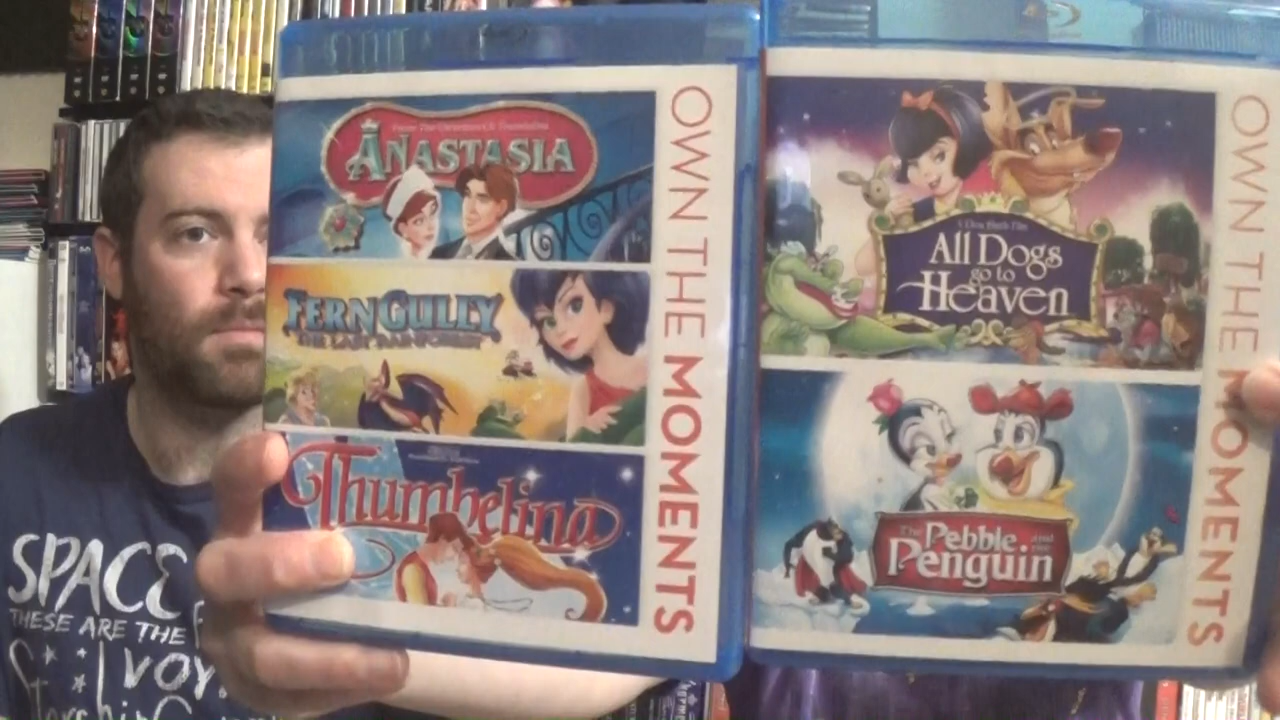 ANASTASIA
FERNGULLY
THE LAST RAINFOREST
Thumbelina
OWN THE MOMENTS
A Don Bluth Film
All Dogs
go to
Heaven
The Pebble and the
Penguin
OWN THE MOMENTS
SPACE
THESE ARE THE
VOY